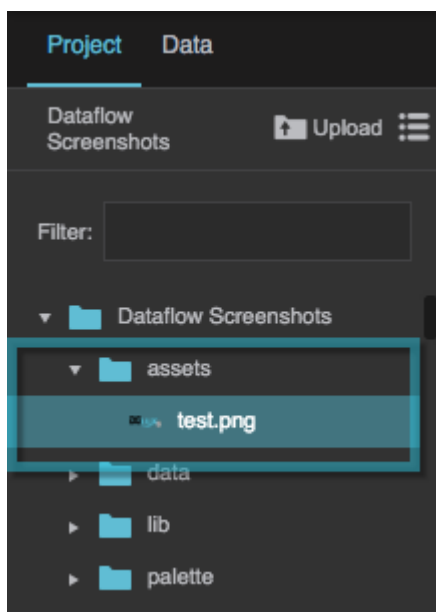 Project Data
Dataflow
Screenshots
Upload
Filter:
Dataflow Screenshots
assets
test.png
data
lib
palette